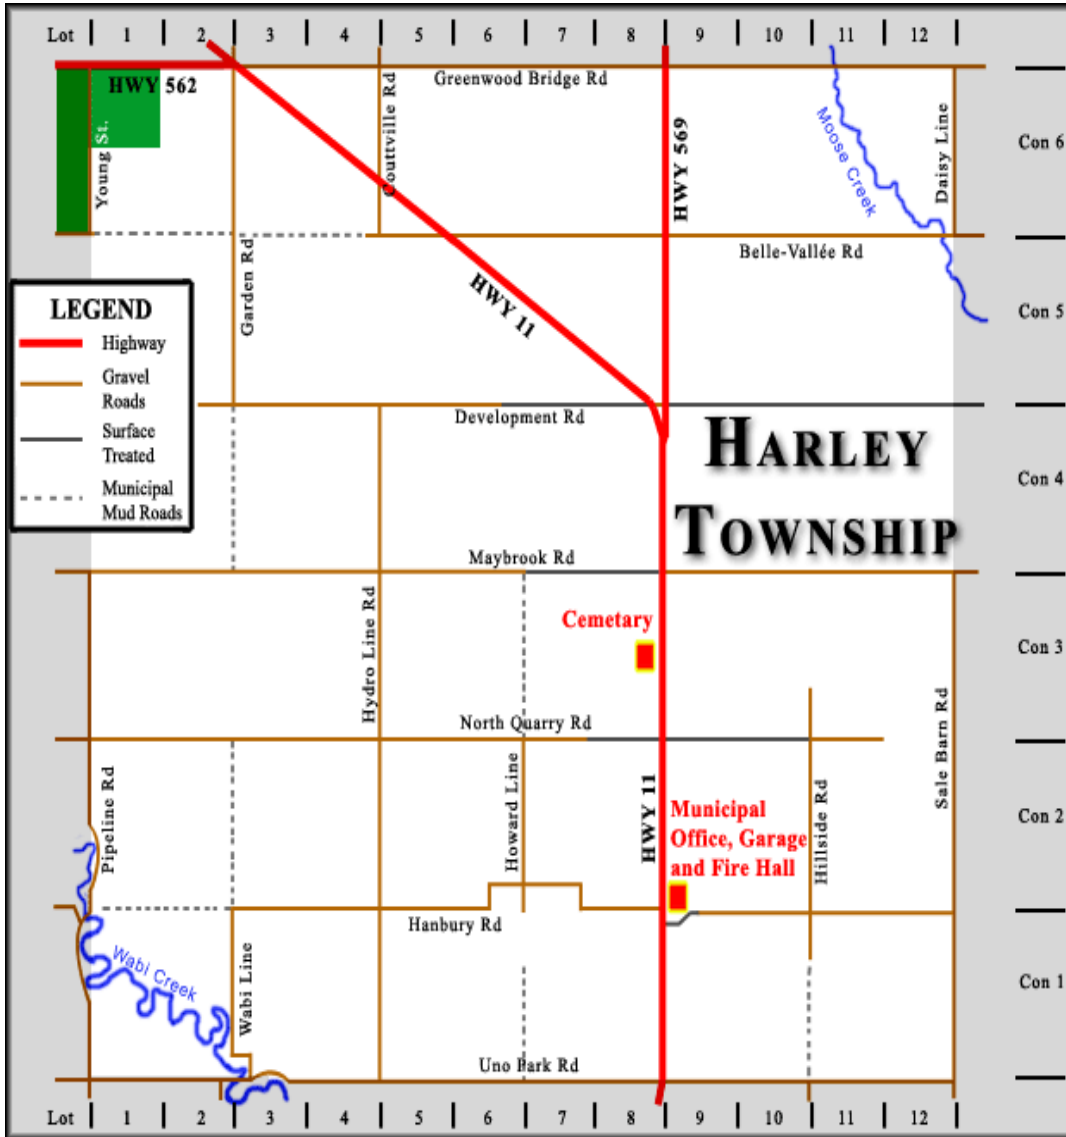 Lot 1 2 3 4 5 6 7 8 9 10 11 12
HWY 562
Greenwood Bridge Rd
Young St.
Couttville Rd
HWY 569
Moose Creek
Daisy Line
Con 6
Garden Rd
HWY 11
Belle-Vallée Rd
Con 5
LEGEND
Highway
Gravel
Roads
Surface
Treated
Municipal
Mud Roads
Development Rd
HARLEY
TOWNSHIP
Con 4
Maybrook Rd
Hydro Line Rd
Cemetary
Con 3
North Quarry Rd
Sale Barn Rd
Pipeline Rd
Howard Line
HWY 11
Municipal
Office, Garage
and Fire Hall
Hillside Rd
Con 2
Hanbury Rd
Wabi Creek
Wabi Line
Con 1
Uno Park Rd
Lot 1 2 3 4 5 6 7 8 9 10 11 12